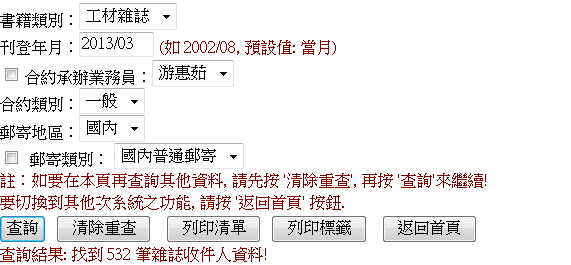 書籍類別： 工材雜誌
刊登年月： 2013/03 (如 2002/08, 預設值: 當月)
合約承辦業務員： 游惠茹
合約類別： 一般
郵寄地區： 國內
郵寄類別： 國內普通郵寄
註：如要在本頁再查詢其他資料, 請先按 '清除重查', 再按 '查詢' 來繼續!
要切換到其他次系統之功能, 請按 '返回首頁' 按鈕.
查詢 清除重查 列印清單 列印標籤 返回首頁
查詢結果: 找到 532 筆雜誌收件人資料!